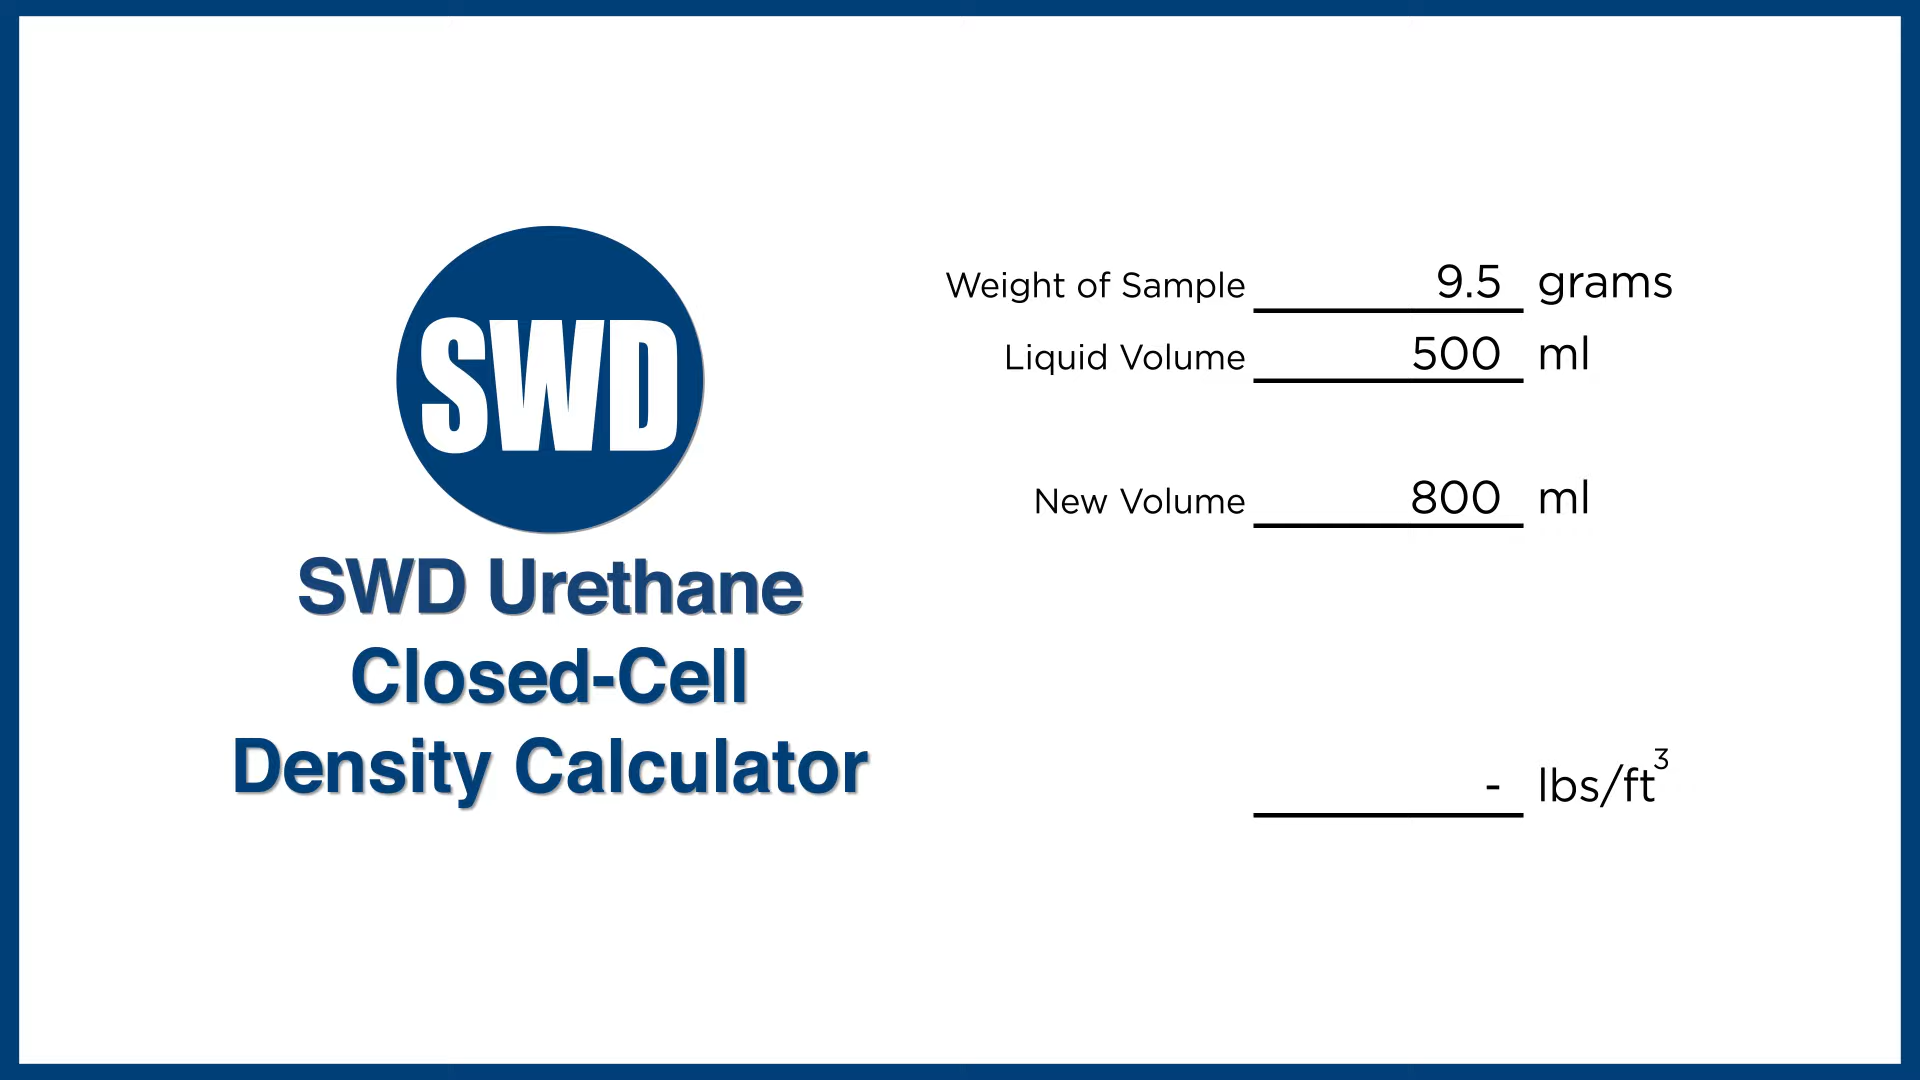 SWD
SWD Urethane
Closed-Cell
Density Calculator
Weight of Sample 9.5 grams
Liquid Volume 500 ml
New Volume 800 ml
- lbs/ft³